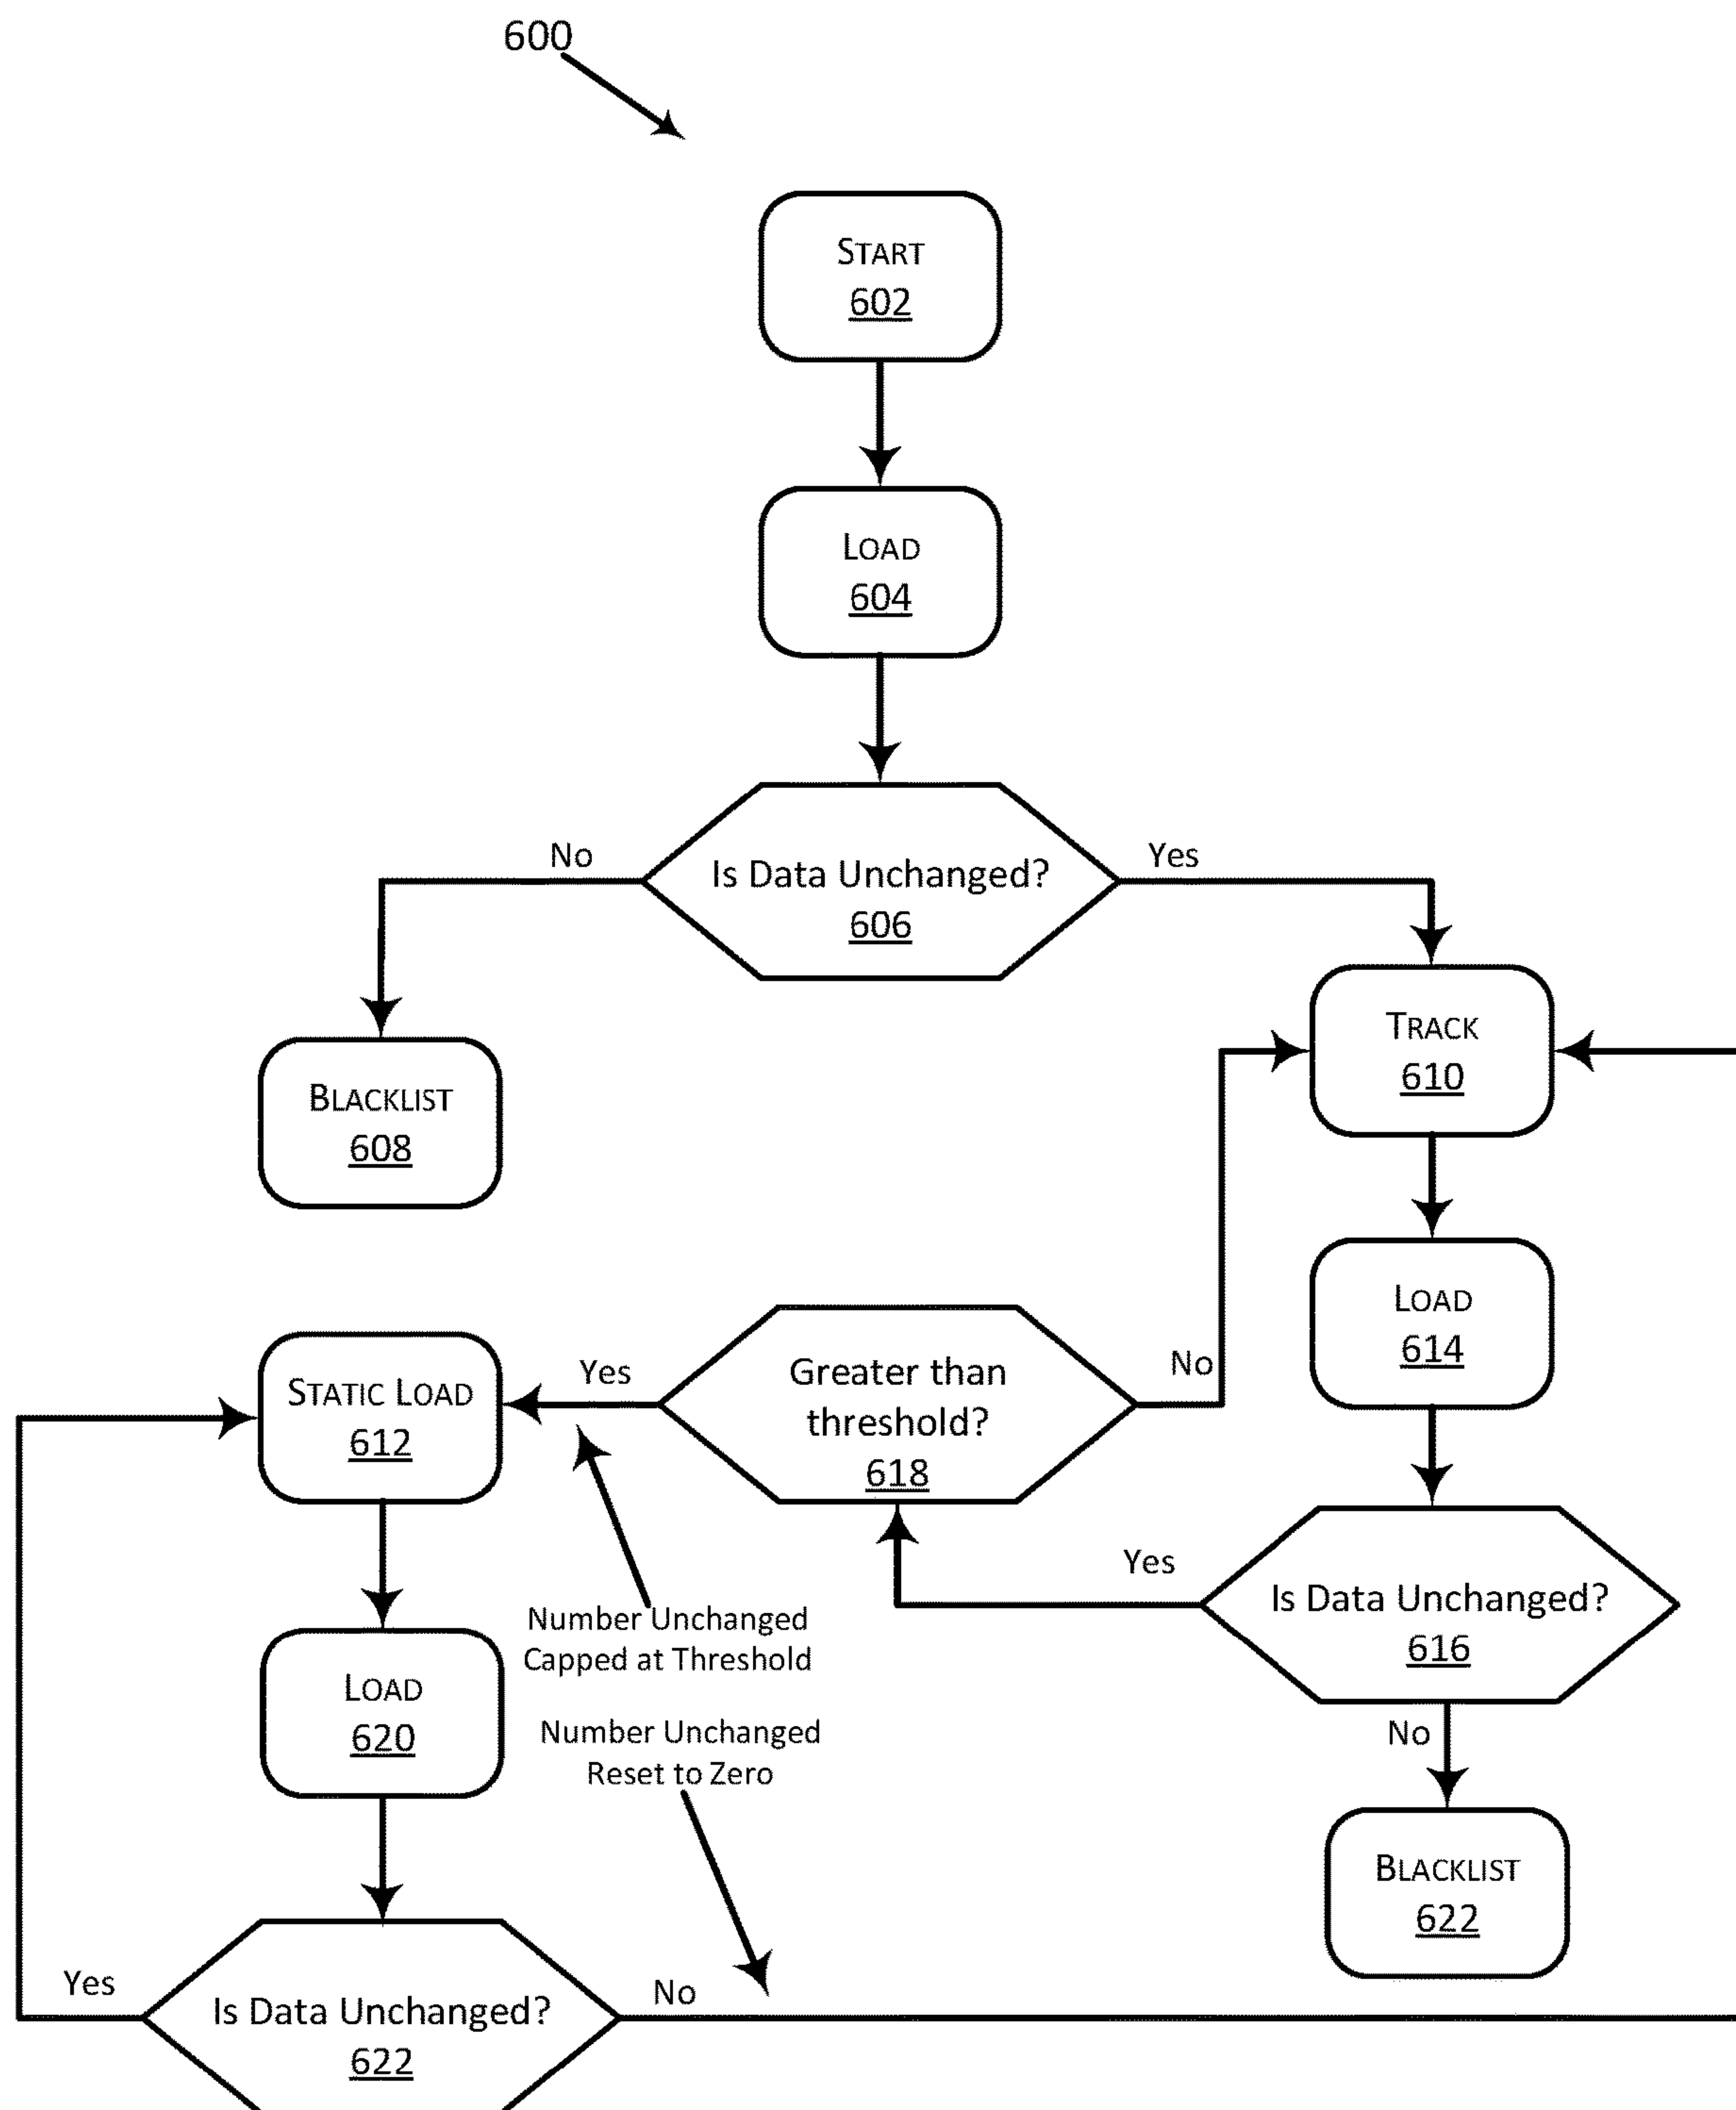 600
START
602
LOAD
604
No
Is Data Unchanged?
606
Yes
TRACK
610
BLACKLIST
608
LOAD
614
STATIC LOAD
612
Yes
Greater than
threshold?
618
No
Yes
Is Data Unchanged?
616
Number Unchanged
Capped at Threshold
LOAD
620
Number Unchanged
Reset to Zero
No
BLACKLIST
622
Yes
Is Data Unchanged?
622
No